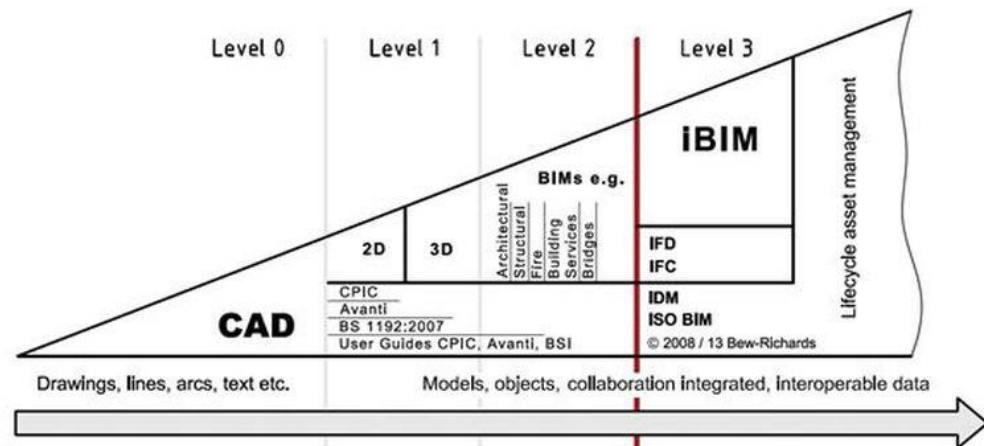 Level 0
Level 1
Level 2
Level 3
iBIM
BIMs e.g.
Architectural
Structural
Fire
Building
Services
Bridges
Lifecycle asset management
2D
3D
IFD
IFC
CAD
CPIC
Avanti
BS 1192:2007
User Guides CPIC, Avanti, BSI
IDM
ISO BIM
© 2008 / 13 Bew-Richards
Drawings, lines, arcs, text etc.
Models, objects, collaboration integrated, interoperable data